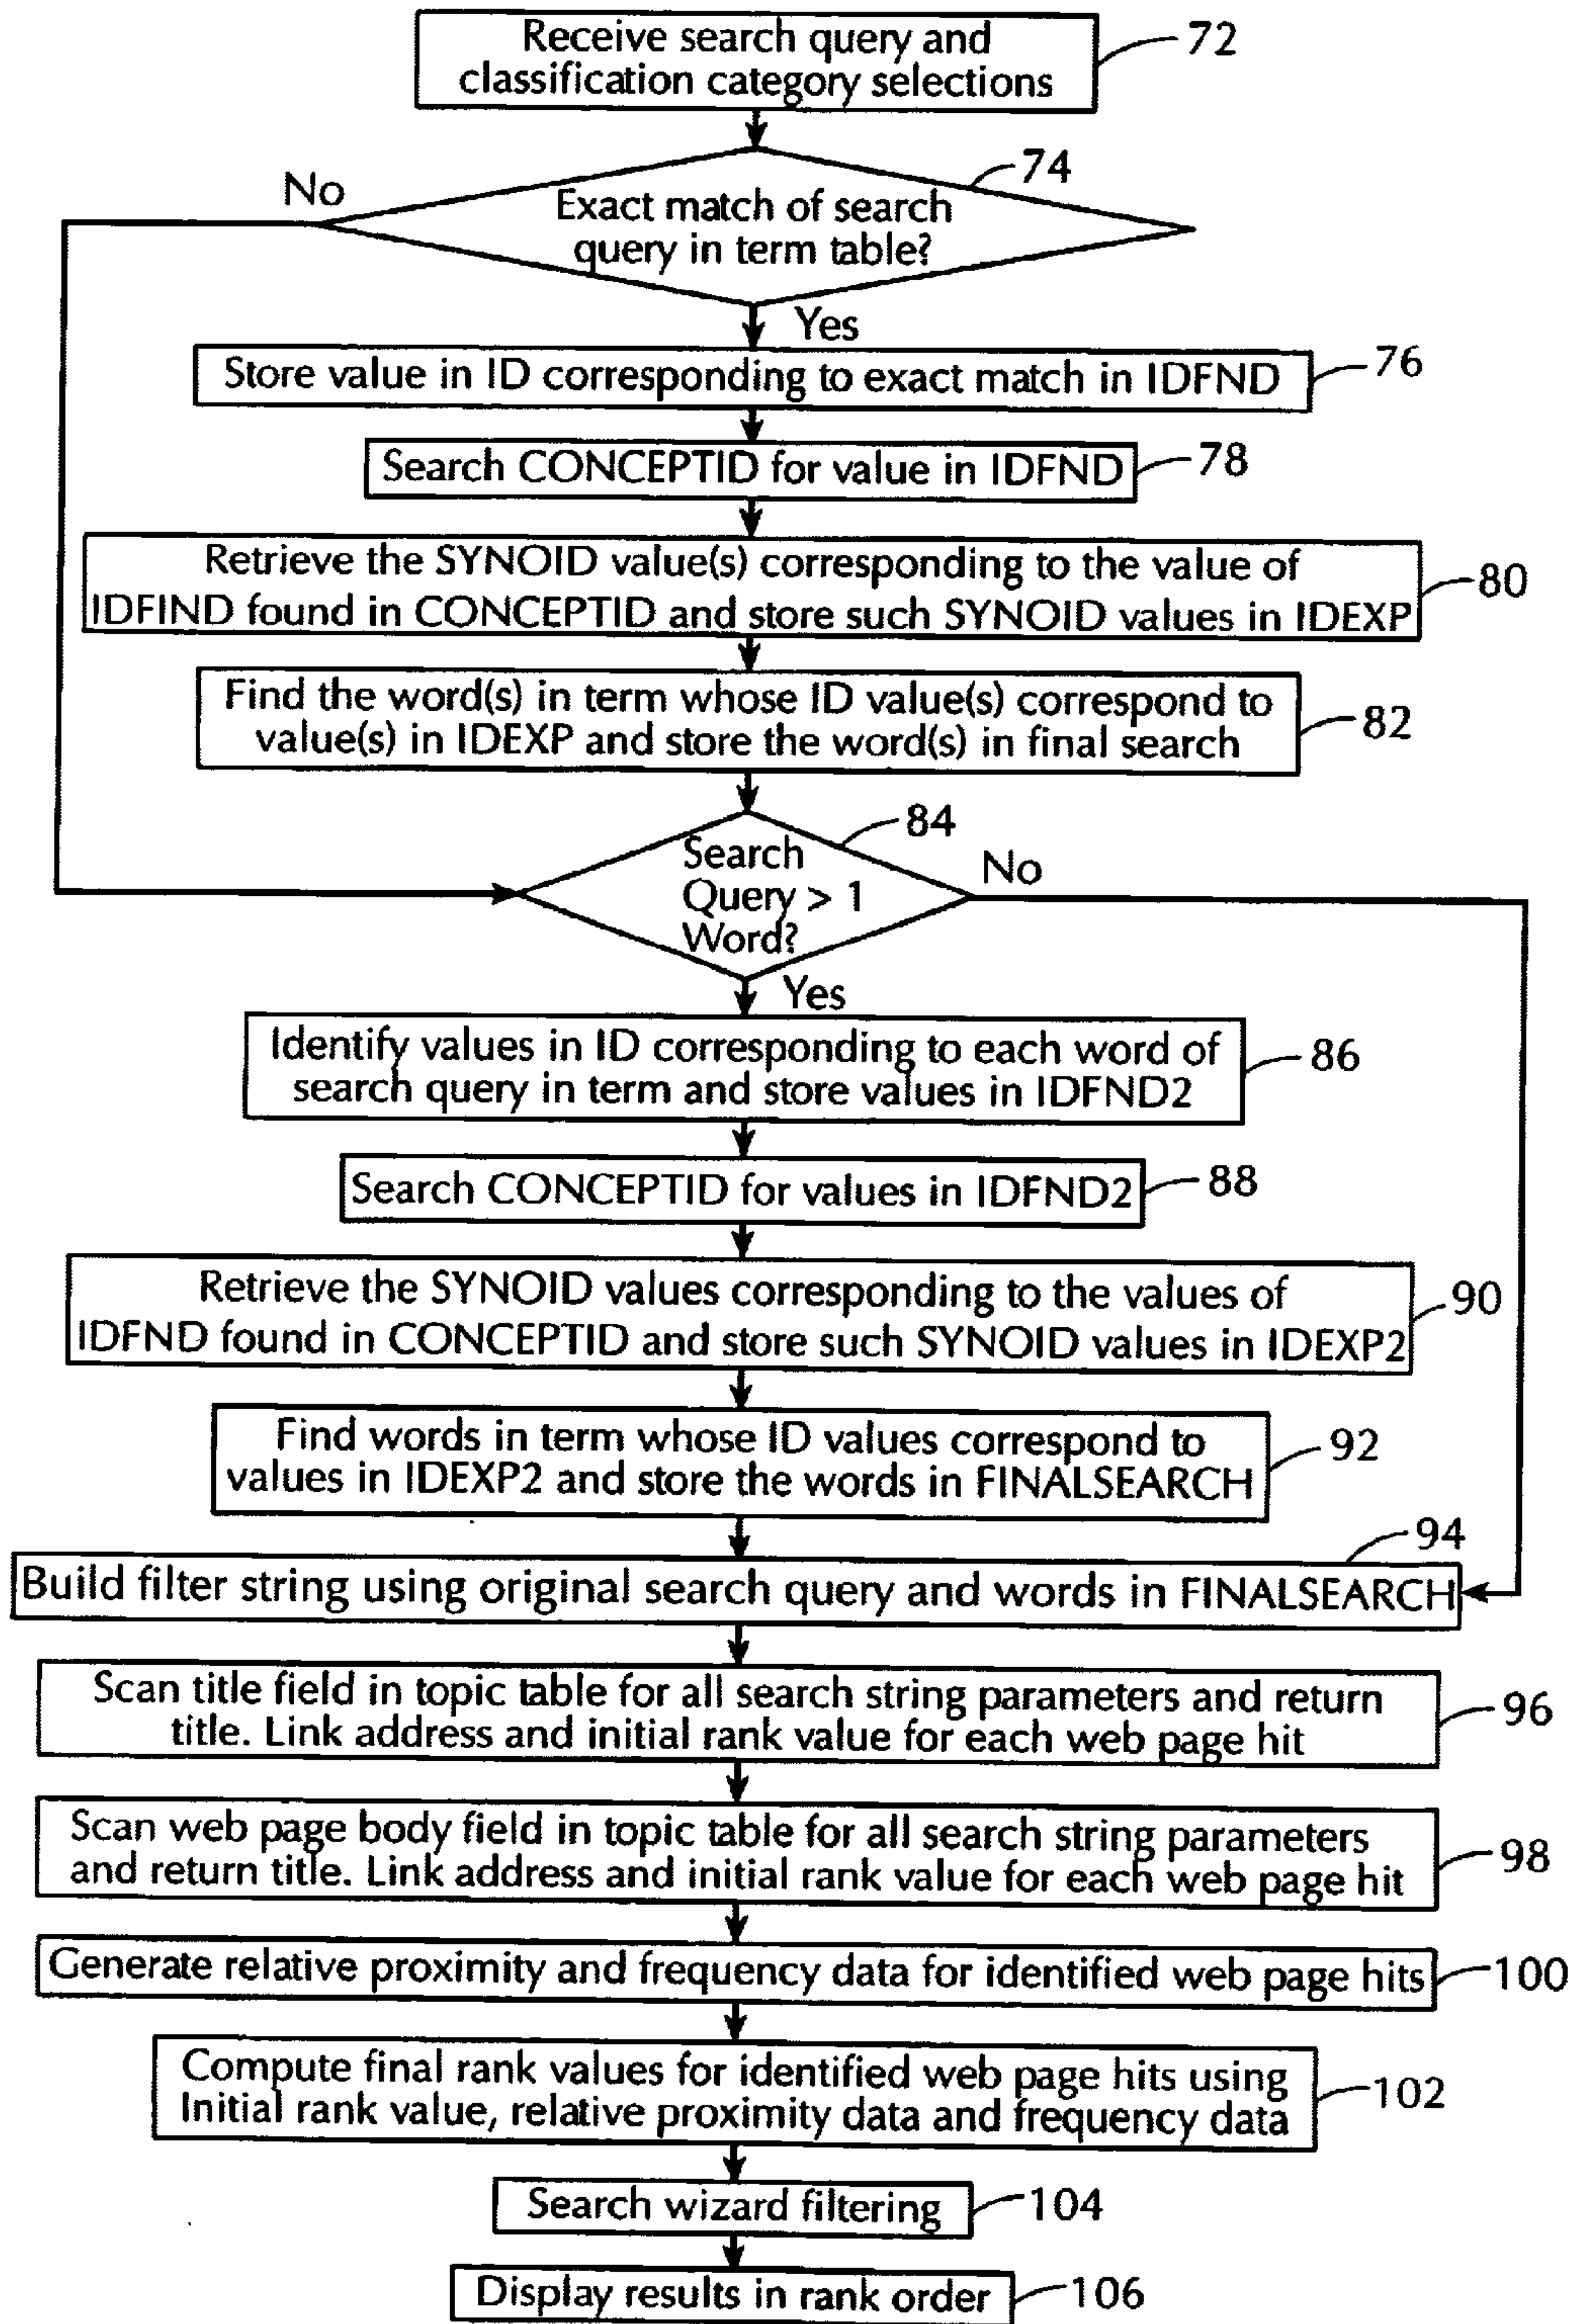 Receive search query and
classification category selections
72
74
No
Exact match of search
query in term table?
Yes
Store value in ID corresponding to exact match in IDFND
76
Search CONCEPTID for value in IDFND
78
Retrieve the SYNOID value(s) corresponding to the value of
IDFIND found in CONCEPTID and store such SYNOID values in IDEXP
80
Find the word(s) in term whose ID value(s) correspond to
value(s) in IDEXP and store the word(s) in final search
82
84
Search
Query > 1
Word?
No
Yes
Identify values in ID corresponding to each word of
search query in term and store values in IDFND2
86
Search CONCEPTID for values in IDFND2
88
Retrieve the SYNOID values corresponding to the values of
IDFND found in CONCEPTID and store such SYNOID values in IDEXP2
90
Find words in term whose ID values correspond to
values in IDEXP2 and store the words in FINALSEARCH
92
94
Build filter string using original search query and words in FINALSEARCH
Scan title field in topic table for all search string parameters and return
title. Link address and initial rank value for each web page hit
96
Scan web page body field in topic table for all search string parameters
and return title. Link address and initial rank value for each web page hit
98
Generate relative proximity and frequency data for identified web page hits
100
Compute final rank values for identified web page hits using
Initial rank value, relative proximity data and frequency data
102
Search wizard filtering
104
Display results in rank order
106